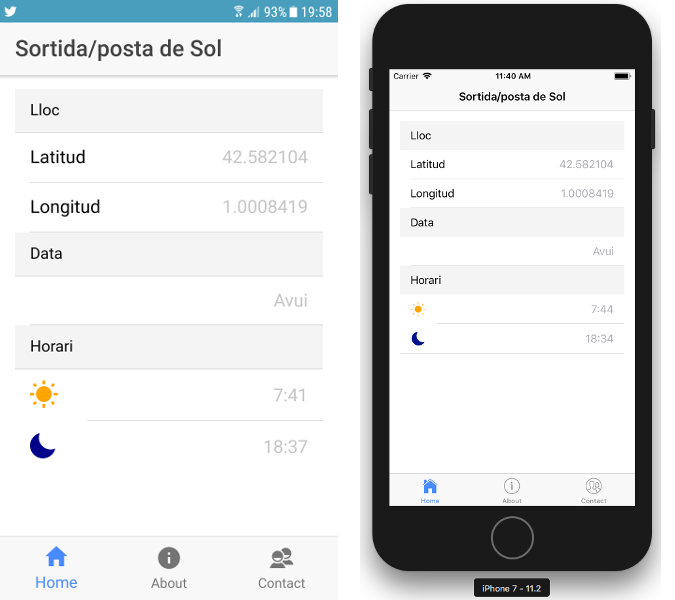 93% 19:58
Sortida/posta de Sol
Lloc
Latitud 42.582104
Longitud 1.0008419
Data
Avui
Horari
7:41
18:37
Home About Contact
Carrier 11:40 AM
Sortida/posta de Sol
Lloc
Latitud 42.582104
Longitud 1.0008419
Data
Avui
Horari
7:44
18:34
Home About Contact
iPhone 7 - 11.2